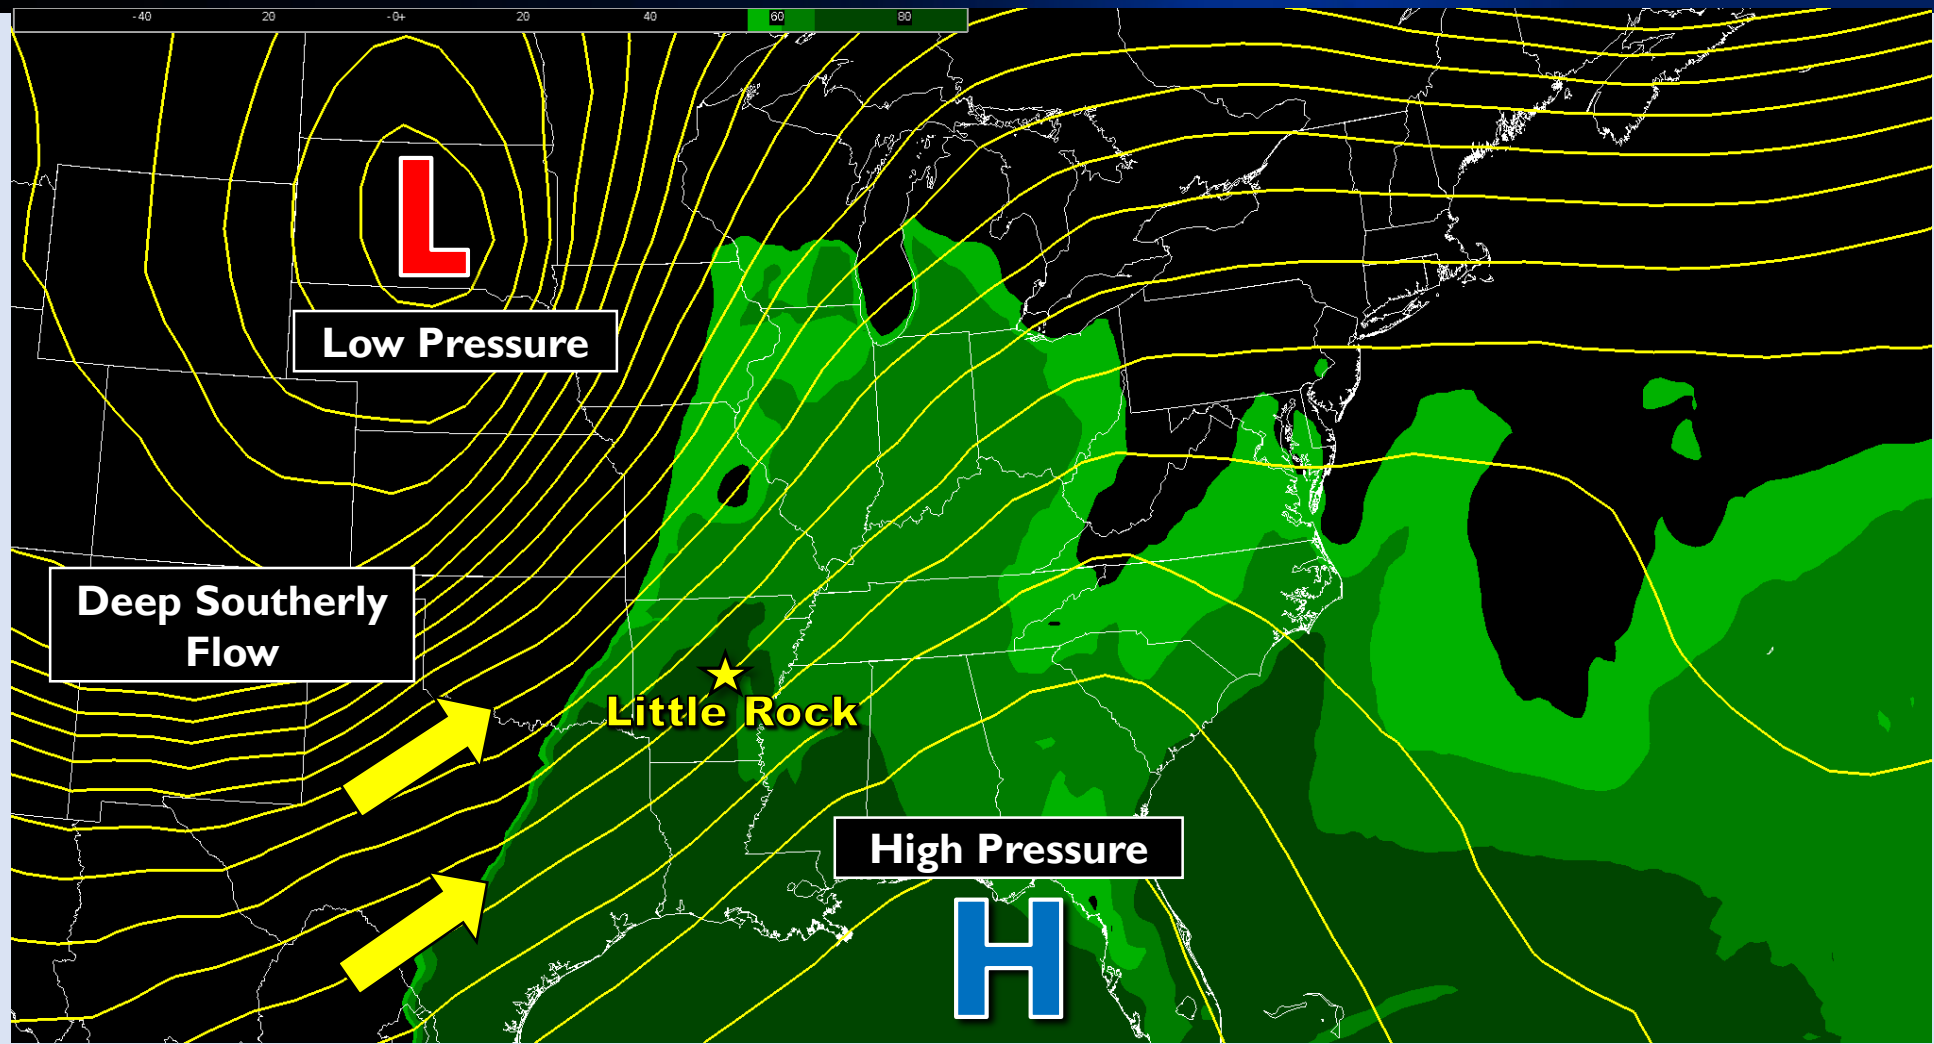 -40 20 -0+ 20 40 60 80
L
Low Pressure
Deep Southerly
Flow
Little Rock
High Pressure
H